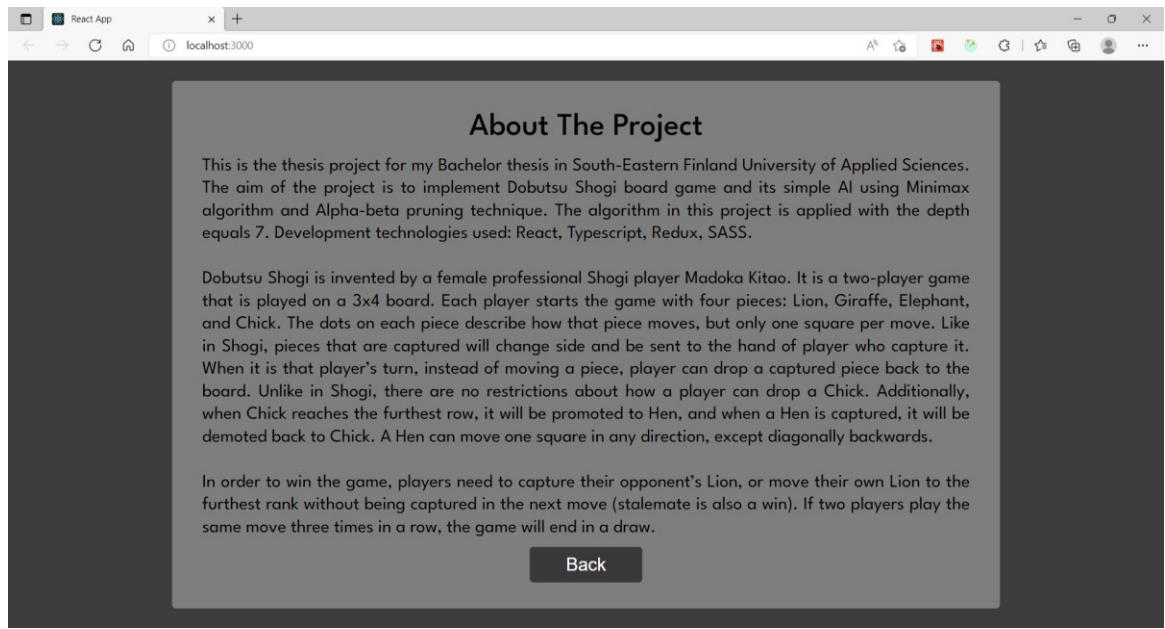 React App
localhost:3000
About The Project
This is the thesis project for my Bachelor thesis in South-Eastern Finland University of Applied Sciences.
The aim of the project is to implement Dobutsu Shogi board game and its simple AI using Minimax
algorithm and Alpha-beta pruning technique. The algorithm in this project is applied with the depth
equals 7. Development technologies used: React, Typescript, Redux, SASS.
Dobutsu Shogi is invented by a female professional Shogi player Madoka Kitao. It is a two-player game
that is played on a 3x4 board. Each player starts the game with four pieces: Lion, Giraffe, Elephant,
and Chick. The dots on each piece describe how that piece moves, but only one square per move. Like
in Shogi, pieces that are captured will change side and be sent to the hand of player who capture it.
When it is that player’s turn, instead of moving a piece, player can drop a captured piece back to the
board. Unlike in Shogi, there are no restrictions about how a player can drop a Chick. Additionally,
when Chick reaches the furthest row, it will be promoted to Hen, and when a Hen is captured, it will be
demoted back to Chick. A Hen can move one square in any direction, except diagonally backwards.
In order to win the game, players need to capture their opponent’s Lion, or move their own Lion to the
furthest rank without being captured in the next move (stalemate is also a win). If two players play the
same move three times in a row, the game will end in a draw.
Back